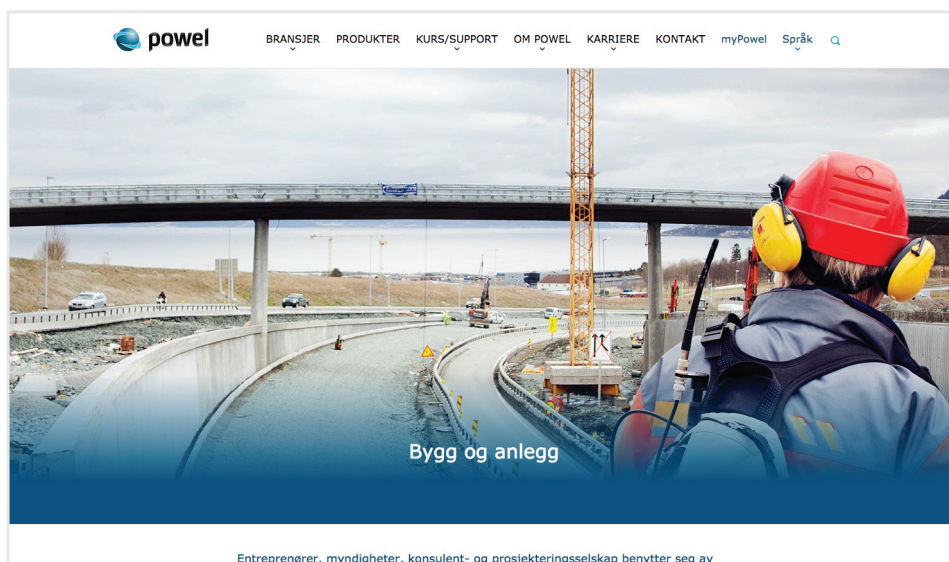 powel
BRANSJER PRODUKTER KURS/SUPPORT OM POWEL KARRIERE KONTAKT myPowel Språk
Bygg og anlegg
Entreprenører, myndigheter, konsulent- og prosjekteringsselskap benytter seg av